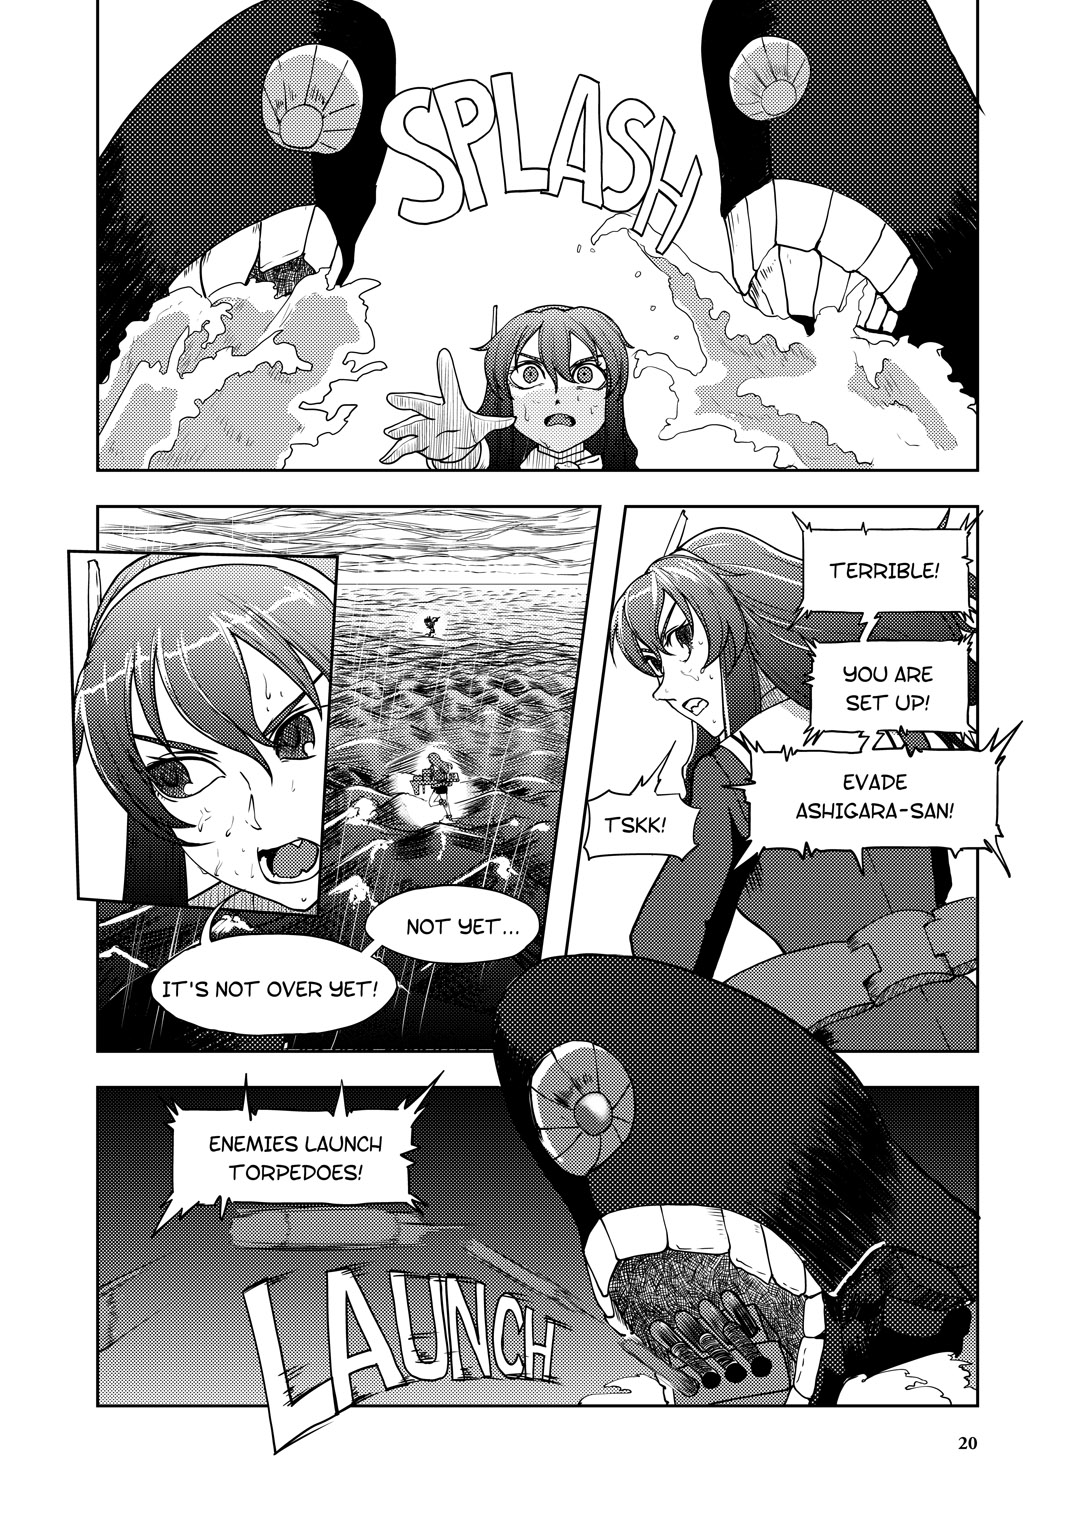 SPLASH
NOT YET...
IT'S NOT OVER YET!
TERRIBLE!
YOU ARE
SET UP!
EVADE
ASHIGARA-SAN!
TSKK!
ENEMIES LAUNCH
TORPEDOES!
LAUNCH
20